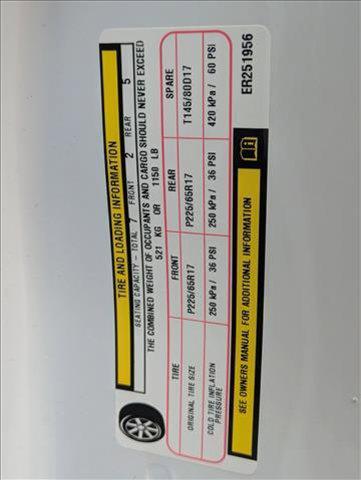 TIRE AND LOADING INFORMATION
SEATING CAPACITY - TOTAL 7 FRONT 2 REAR 5
THE COMBINED WEIGHT OF OCCUPANTS AND CARGO SHOULD NEVER EXCEED
521 KG OR 1150 LB
TIRE FRONT REAR SPARE
ORIGINAL TIRE SIZE P225/65R17 P225/65R17 T145/80D17
COLD TIRE INFLATION PRESSURE 250 kPa / 36 PSI 250 kPa / 36 PSI 420 kPa / 60 PSI
SEE OWNERS MANUAL FOR ADDITIONAL INFORMATION
ER251956